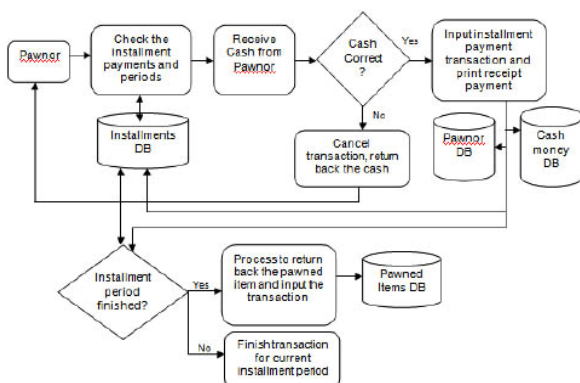 Pawnor
Check the
installment
payments and
periods
Receive
Cash from
Pawnor
Cash
Correct
?
Yes
Input installment
payment
transaction and
print receipt
payment
No
Installments
DB
Cancel
transaction, return
back the cash
Pawnor
DB
Cash
money
DB
Installment
period
finished?
Yes
Process to return
back the pawned
item and input the
transaction
Pawned
Items DB
No
Finish transaction
for current
installment period